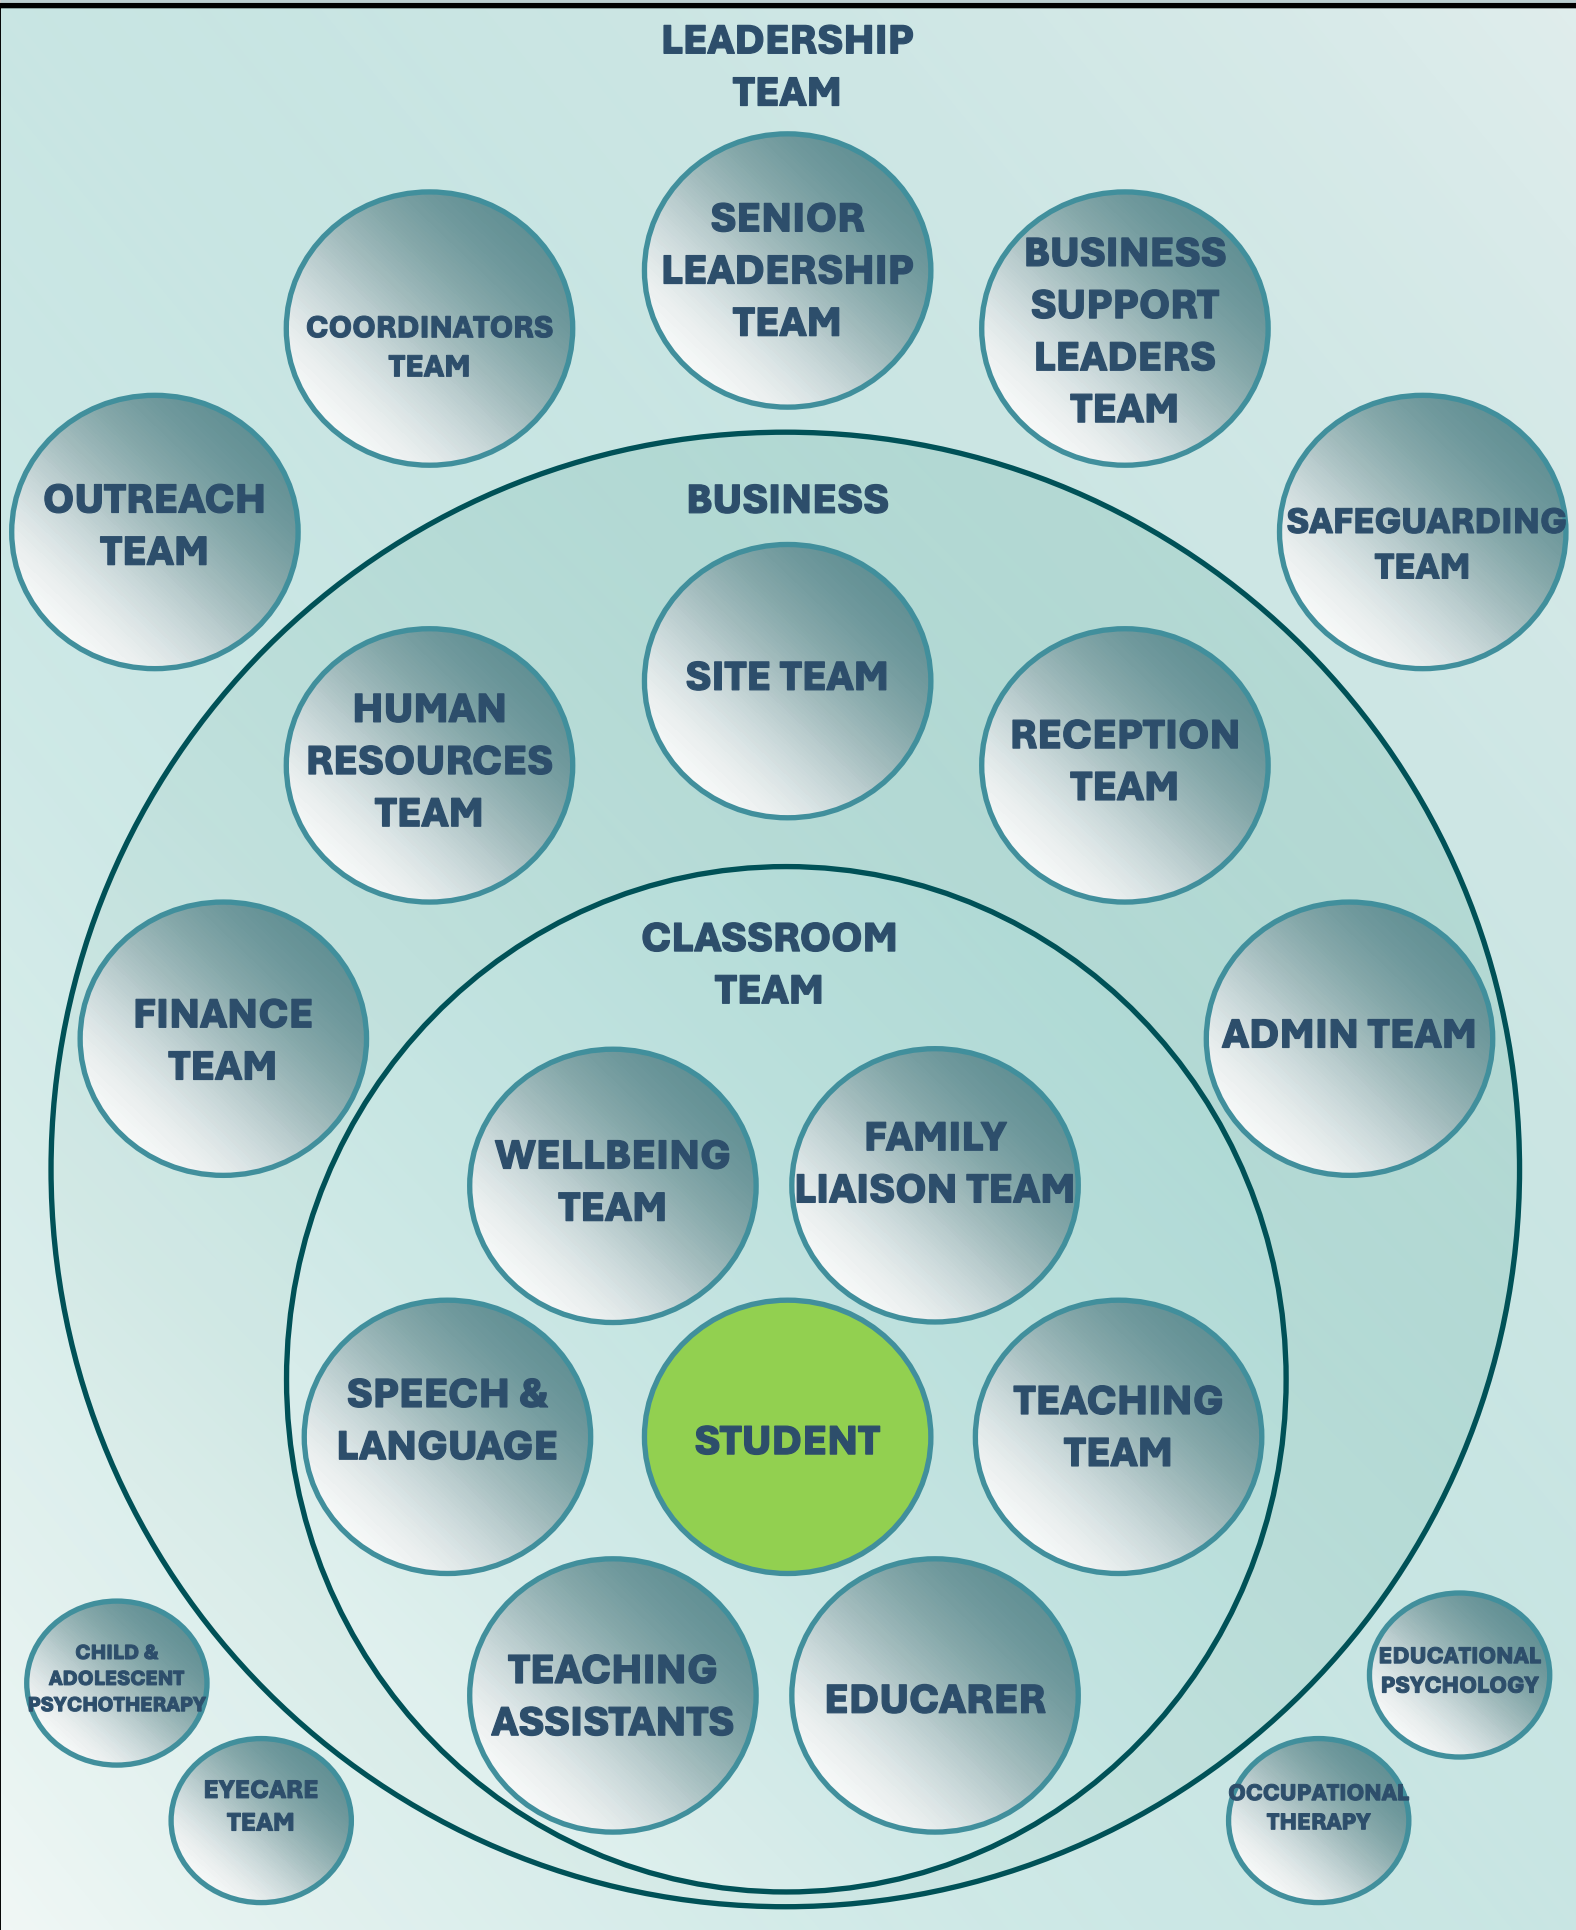 LEADERSHIP
TEAM
SENIOR
LEADERSHIP
TEAM
COORDINATORS
TEAM
BUSINESS
SUPPORT
LEADERS
TEAM
OUTREACH
TEAM
SAFEGUARDING
TEAM
BUSINESS
SITE TEAM
HUMAN
RESOURCES
TEAM
RECEPTION
TEAM
FINANCE
TEAM
ADMIN TEAM
CLASSROOM
TEAM
WELLBEING
TEAM
FAMILY
LIAISON TEAM
SPEECH &
LANGUAGE
STUDENT
TEACHING
TEAM
TEACHING
ASSISTANTS
EDUCARER
CHILD &
ADOLESCENT
PSYCHOTHERAPY
EDUCATIONAL
PSYCHOLOGY
EYECARE
TEAM
OCCUPATIONAL
THERAPY